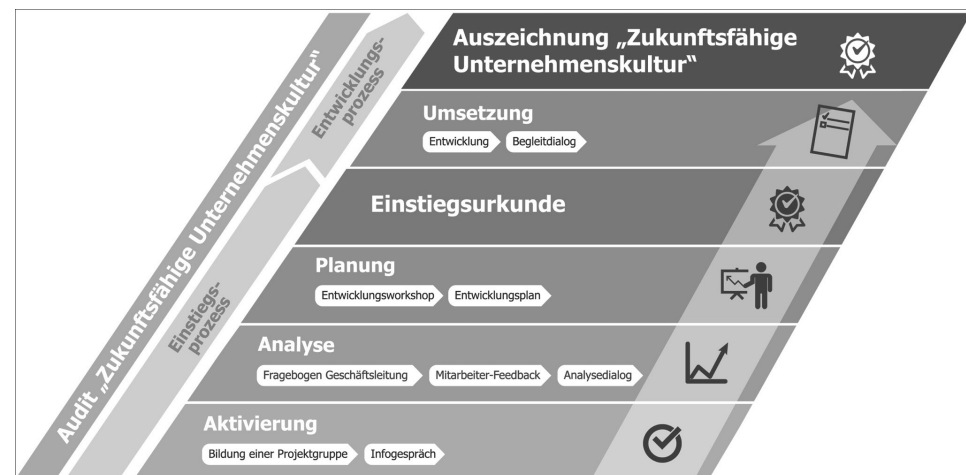 Audit „Zukunftsfähige Unternehmenskultur“
Einstiegs-
prozess
Entwicklungs-
prozess
Auszeichnung „Zukunftsfähige
Unternehmenskultur“
Umsetzung
Entwicklung
Begleitdialog
Einstiegsurkunde
Planung
Entwicklungsworkshop
Entwicklungsplan
Analyse
Fragebogen Geschäftsleitung
Mitarbeiter-Feedback
Analysedialog
Aktivierung
Bildung einer Projektgruppe
Infogespräch